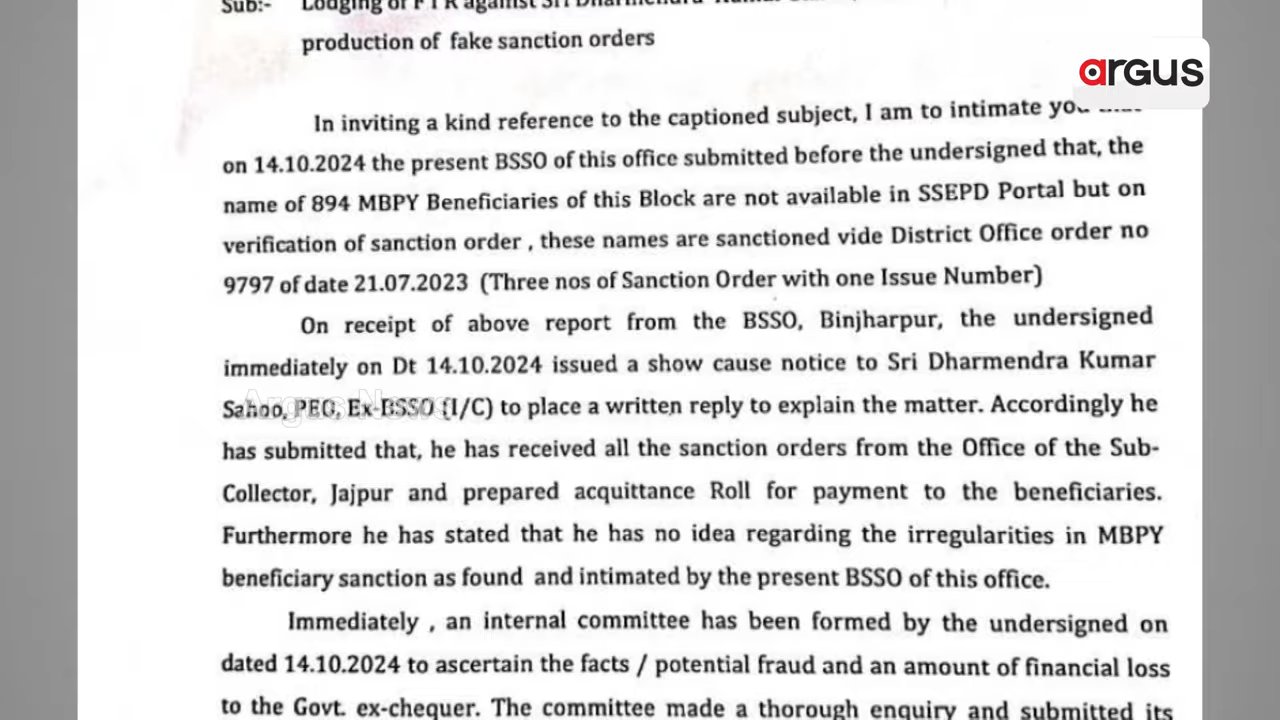 Sub:- Lodging of F I R against Sri Dharmendra Kumar
production of fake sanction orders
argus
In inviting a kind reference to the captioned subject, I am to intimate you that
on 14.10.2024 the present BSSO of this office submitted before the undersigned that, the
name of 894 MBPY Beneficiaries of this Block are not available in SSEPD Portal but on
verification of sanction order , these names are sanctioned vide District Office order no
9797 of date 21.07.2023 (Three nos of Sanction Order with one Issue Number)
On receipt of above report from the BSSO, Binjharpur, the undersigned
immediately on Dt 14.10.2024 issued a show cause notice to Sri Dharmendra Kumar
Sahoo, PEO, Ex-BSSO (I/C) to place a written reply to explain the matter. Accordingly he
Argus News
has submitted that, he has received all the sanction orders from the Office of the Sub-
Collector, Jajpur and prepared acquittance Roll for payment to the beneficiaries.
Furthermore he has stated that he has no idea regarding the irregularities in MBPY
beneficiary sanction as found and intimated by the present BSSO of this office.
Immediately , an internal committee has been formed by the undersigned on
dated 14.10.2024 to ascertain the facts / potential fraud and an amount of financial loss
to the Govt. ex-chequer. The committee made a thorough enquiry and submitted its